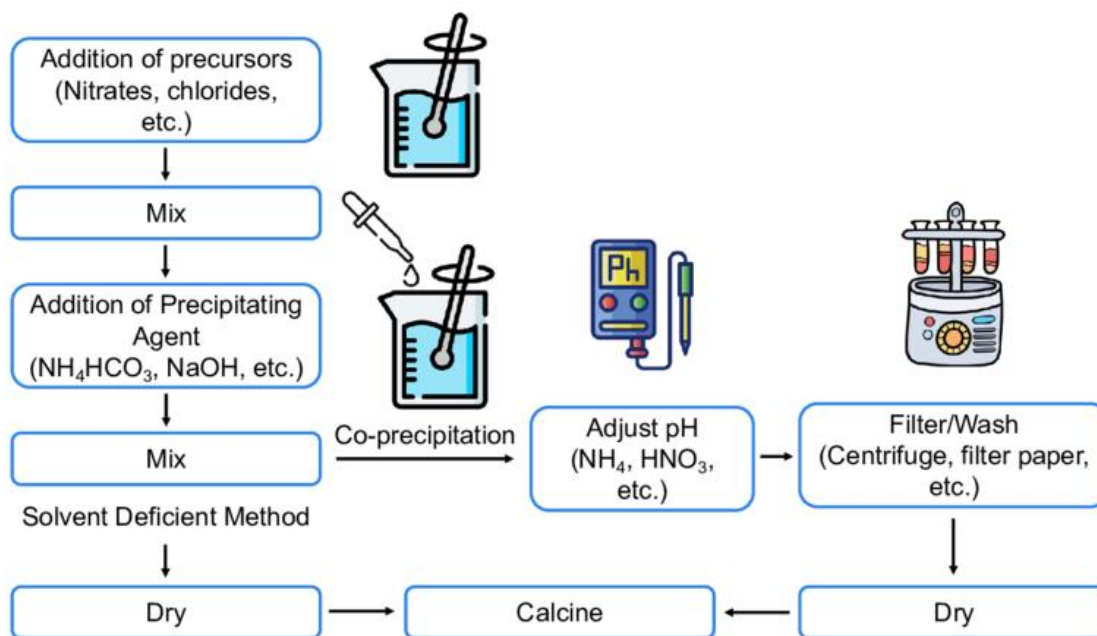 Addition of precursors
(Nitrates, chlorides,
etc.)
Mix
Addition of Precipitating
Agent
(NH₄HCO₃, NaOH, etc.)
Mix
Co-precipitation
Ph
Adjust pH
(NH₄, HNO₃,
etc.)
Filter/Wash
(Centrifuge, filter paper,
etc.)
Solvent Deficient Method
Dry
Calcine
Dry